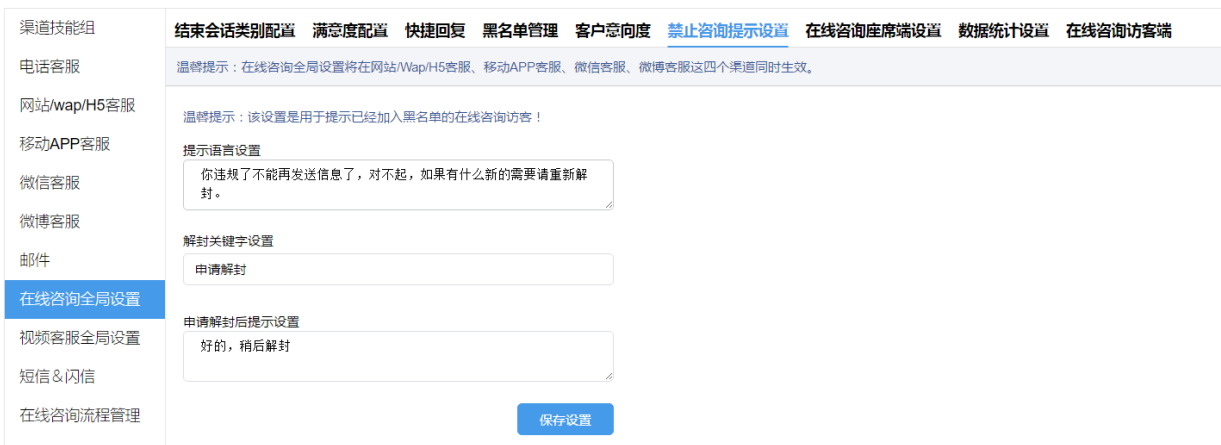 渠道技能组
电话客服
网站/wap/H5客服
移动APP客服
微信客服
微博客服
邮件
在线咨询全局设置
视频客服全局设置
短信&闪信
在线咨询流程管理
结束会话类别配置 满意度配置 快捷回复 黑名单管理 客户意向度 禁止咨询提示设置 在线咨询座席端设置 数据统计设置 在线咨询访客端
温馨提示：在线咨询全局设置将在网站/Wap/H5客服、移动APP客服、微信客服、微博客服这四个渠道同时生效。
温馨提示：该设置是用于提示已经加入黑名单的在线咨询访客！
提示语言设置
你违规了不能再发送信息了，对不起，如果有什么新的需要请重新解
封。
解封关键字设置
申请解封
申请解封后提示设置
好的，稍后解封
保存设置